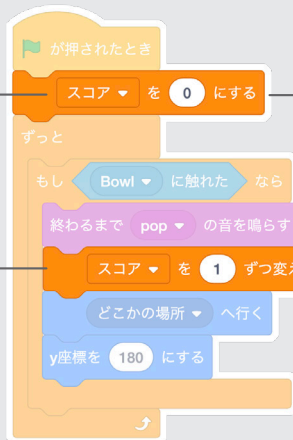 が押されたとき
スコア を 0 にする
ずっと
もし Bowl に触れた なら
終わるまで pop の音を鳴らす
スコア を 1 ずつ変え
どこかの場所 へ行く
y座標を 180 にする